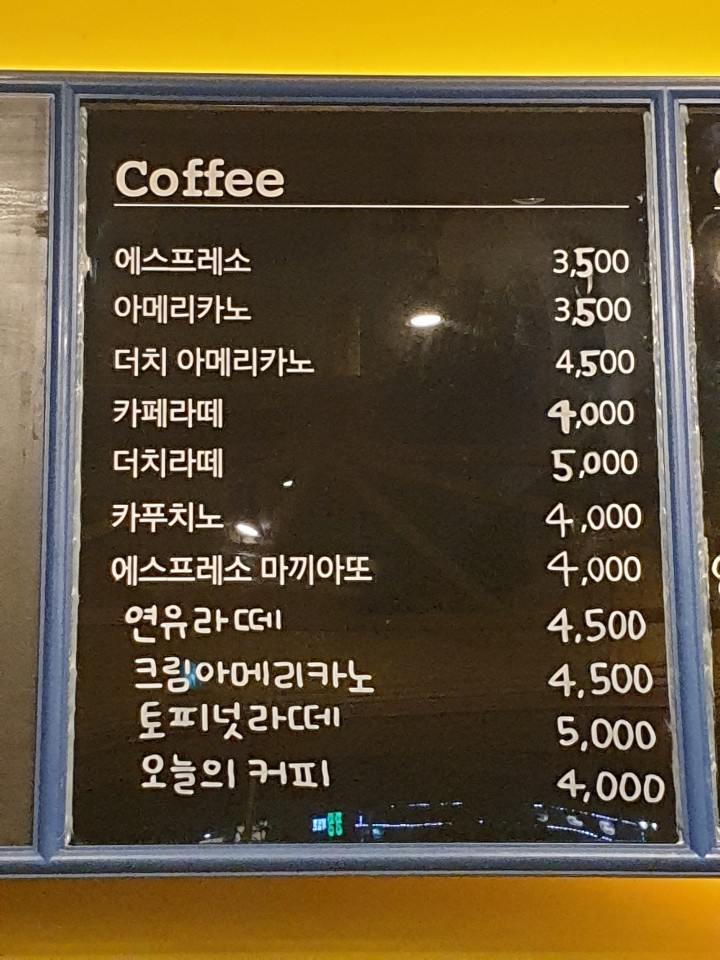 Coffee
에스프레소 3,500
아메리카노 3,500
더치 아메리카노 4,500
카페라떼 4,000
더치라떼 5,000
카푸치노 4,000
에스프레소 마끼아또 4,000
연유라떼 4,500
크림아메리카노 4,500
토피넛라떼 5,000
오늘의 커피 4,000